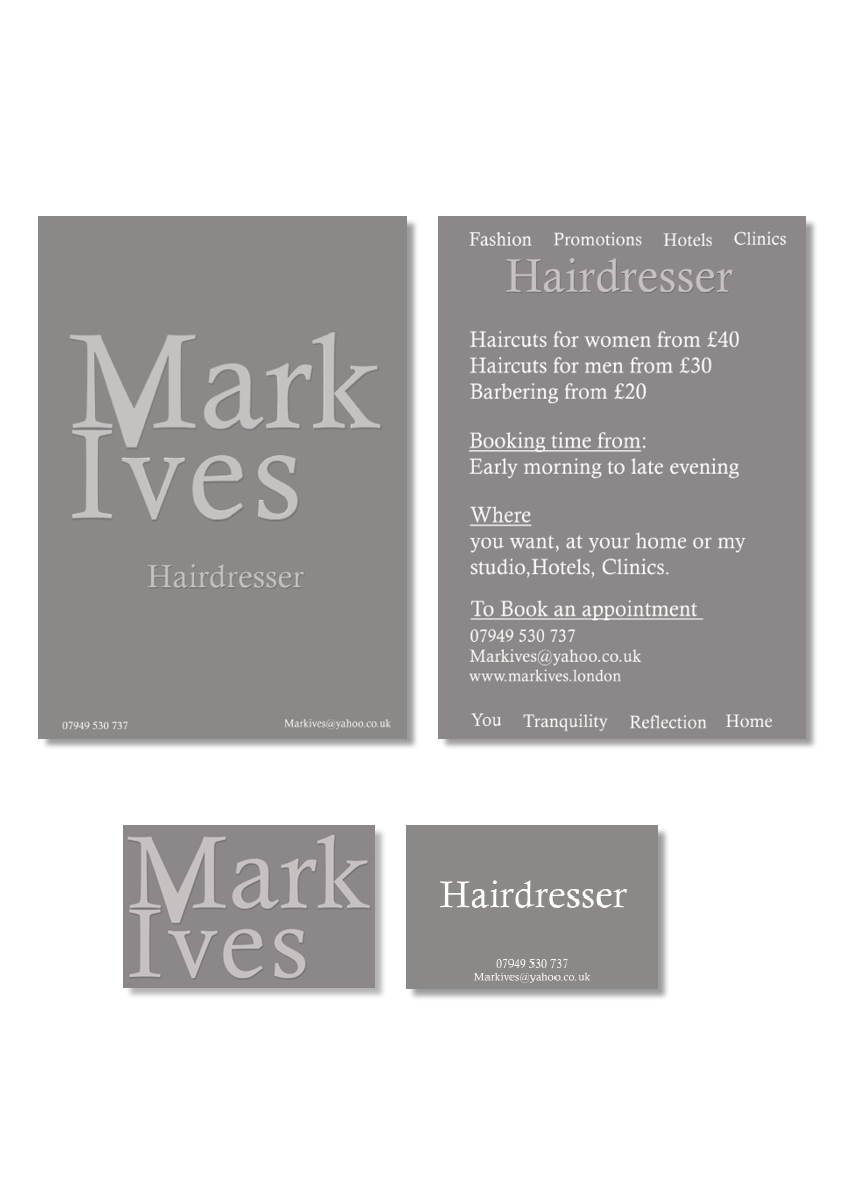 Mark
Ives
Hairdresser
07949 530 737 Markives@yahoo.co.uk
Fashion Promotions Hotels Clinics
Hairdresser
Haircuts for women from £40
Haircuts for men from £30
Barbering from £20
Booking time from:
Early morning to late evening
Where
you want, at your home or my
studio,Hotels, Clinics.
To Book an appointment
07949 530 737
Markives@yahoo.co.uk
www.markives.london
You Tranquility Reflection Home
Mark
Ives
Hairdresser
07949 530 737
Markives@yahoo.co.uk